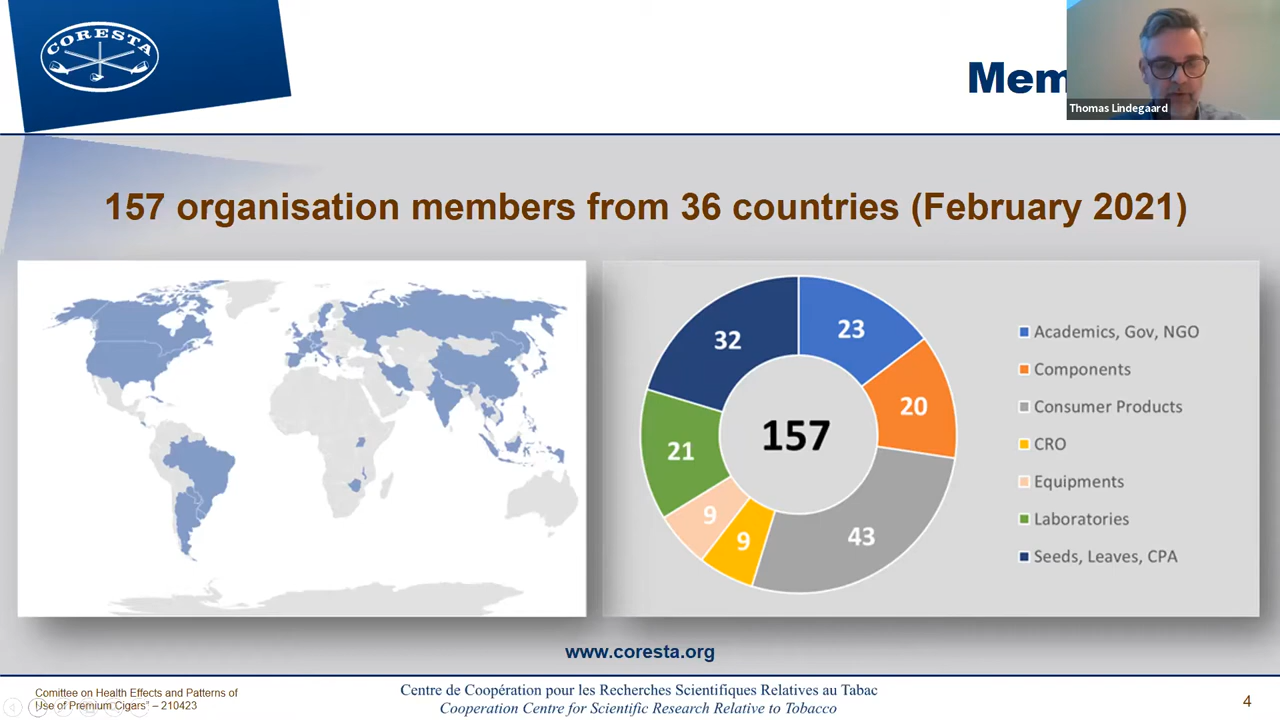 CORESTA
Mem
Thomas Lindegaard
157 organisation members from 36 countries (February 2021)
32
23
20
21
157
9
9
43
Academics, Gov, NGO
Components
Consumer Products
CRO
Equipments
Laboratories
Seeds, Leaves, CPA
www.coresta.org
Comittee on Health Effects and Patterns of
Use of Premium Cigars” – 210423
Centre de Coopération pour les Recherches Scientifiques Relatives au Tabac
Cooperation Centre for Scientific Research Relative to Tobacco
4